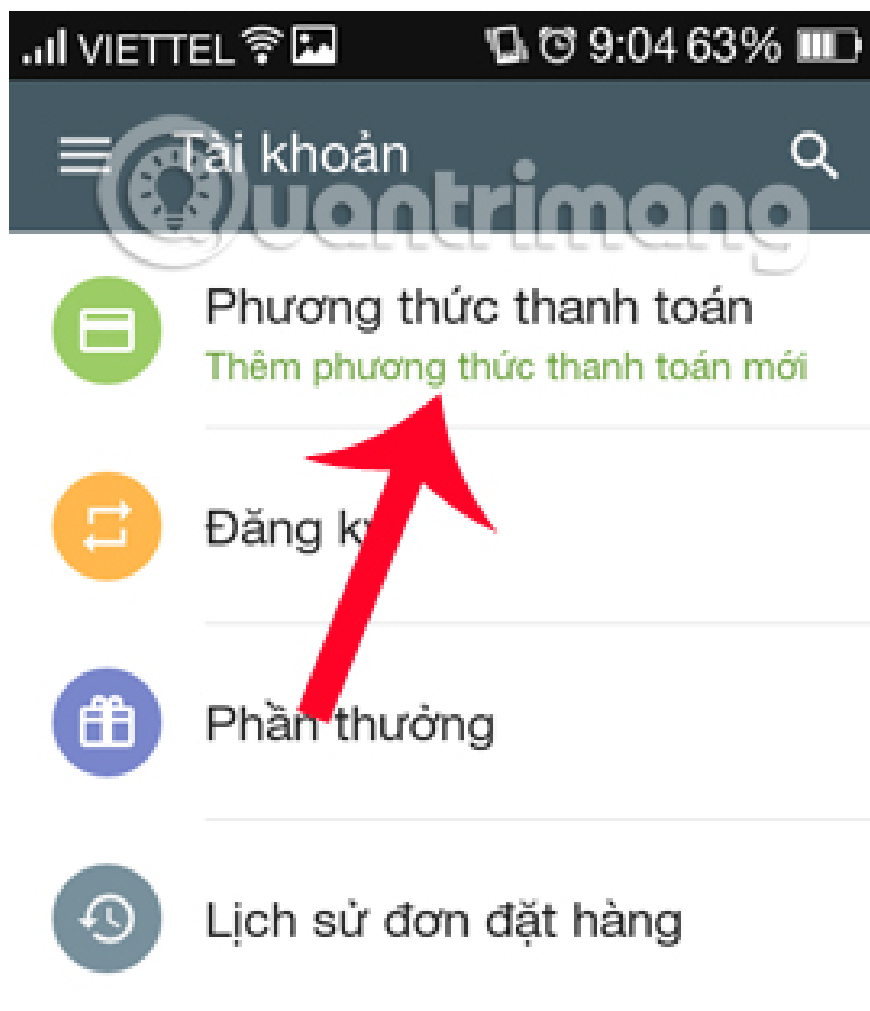 VIETTEL 9:04 63%
Tài khoản
Quantrimang
Phương thức thanh toán
Thêm phương thức thanh toán mới
Đăng ký
Phần thưởng
Lịch sử đơn đặt hàng